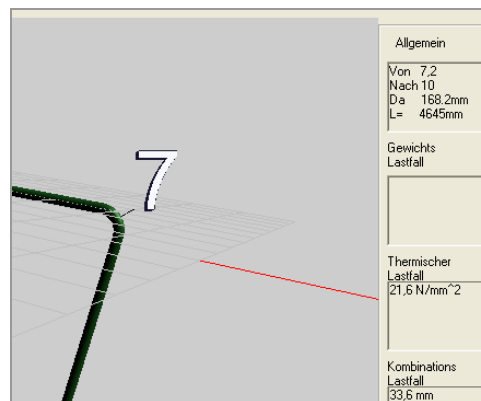 7
Allgemein
Von 7,2
Nach 10
Da 168.2mm
L= 4645mm
Gewichts
Lastfall
Thermischer
Lastfall
21,6 N/mm^2
Kombinations
Lastfall
33,6 mm